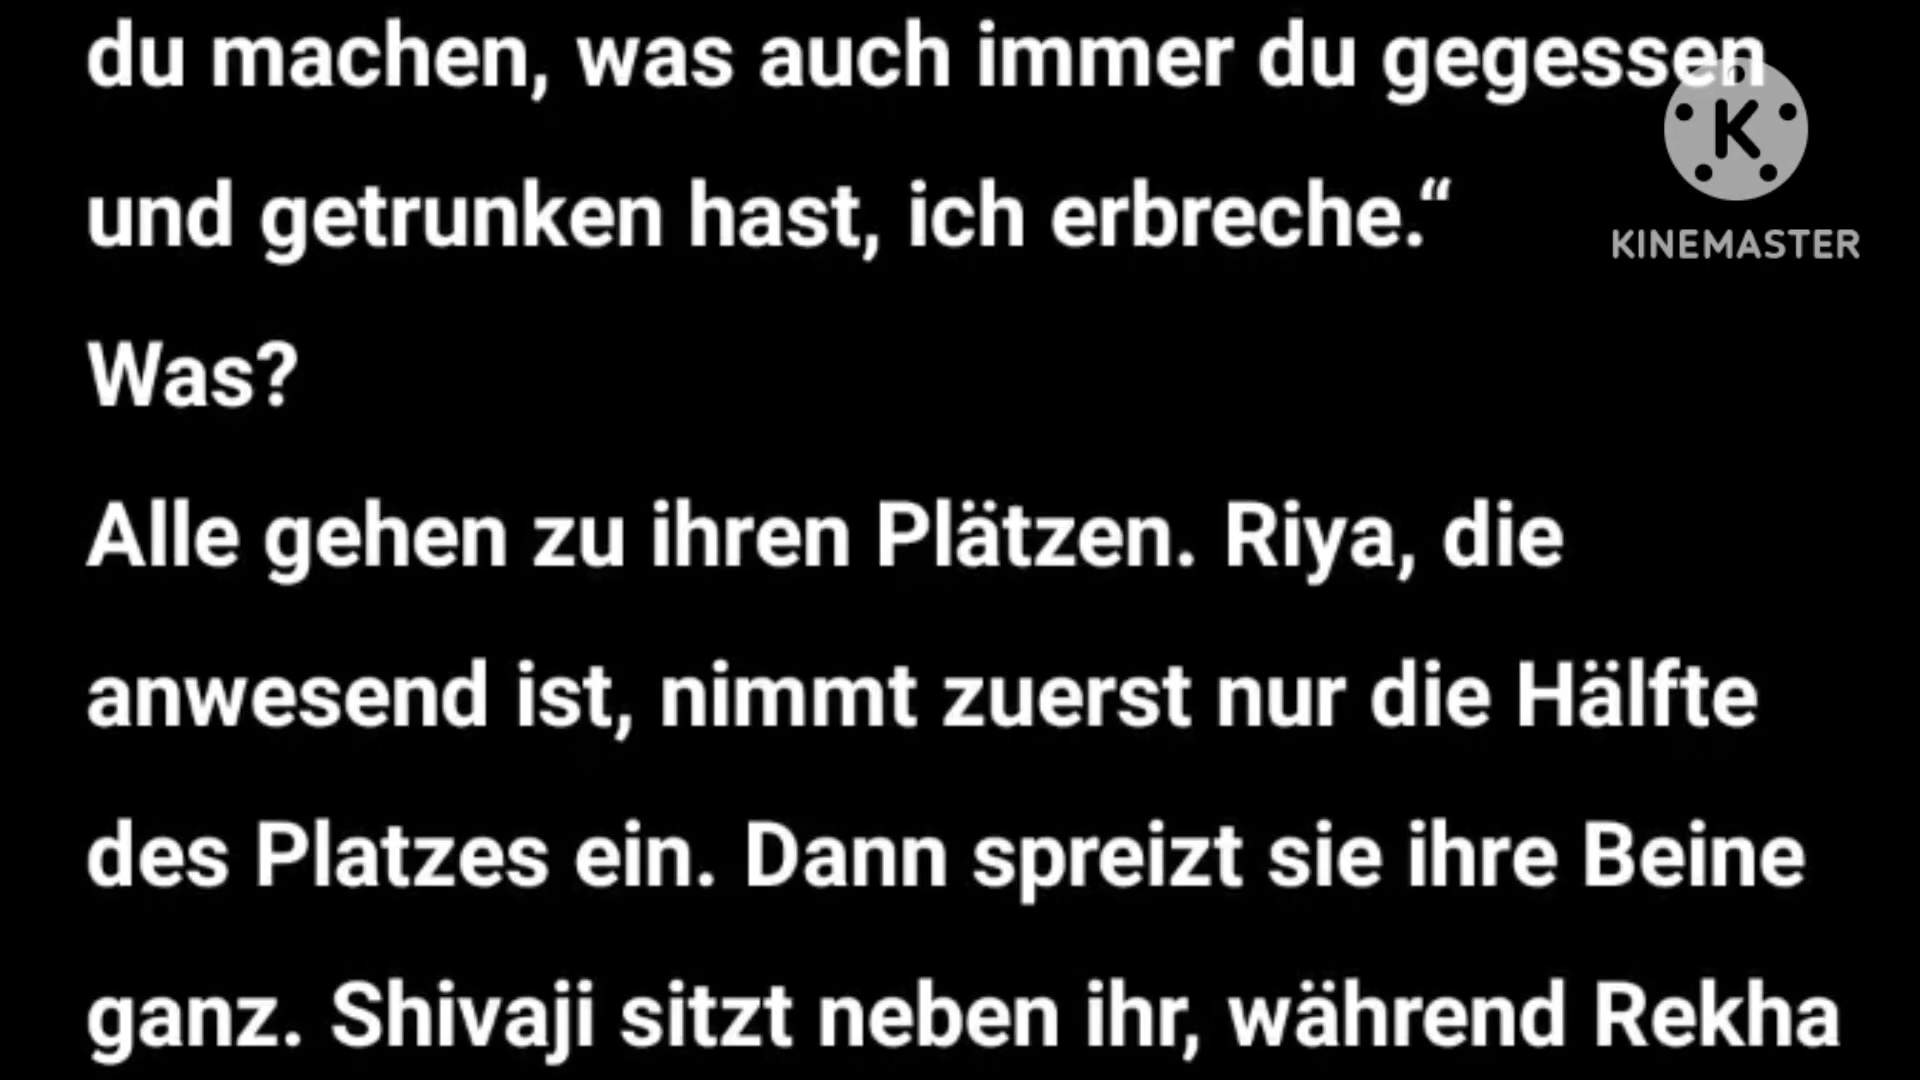 du machen, was auch immer du gegessen
und getrunken hast, ich erbreche.“
Was?
Alle gehen zu ihren Plätzen. Riya, die
anwesend ist, nimmt zuerst nur die Hälfte
des Platzes ein. Dann spreizt sie ihre Beine
ganz. Shivaji sitzt neben ihr, während Rekha
K
KINEMASTER